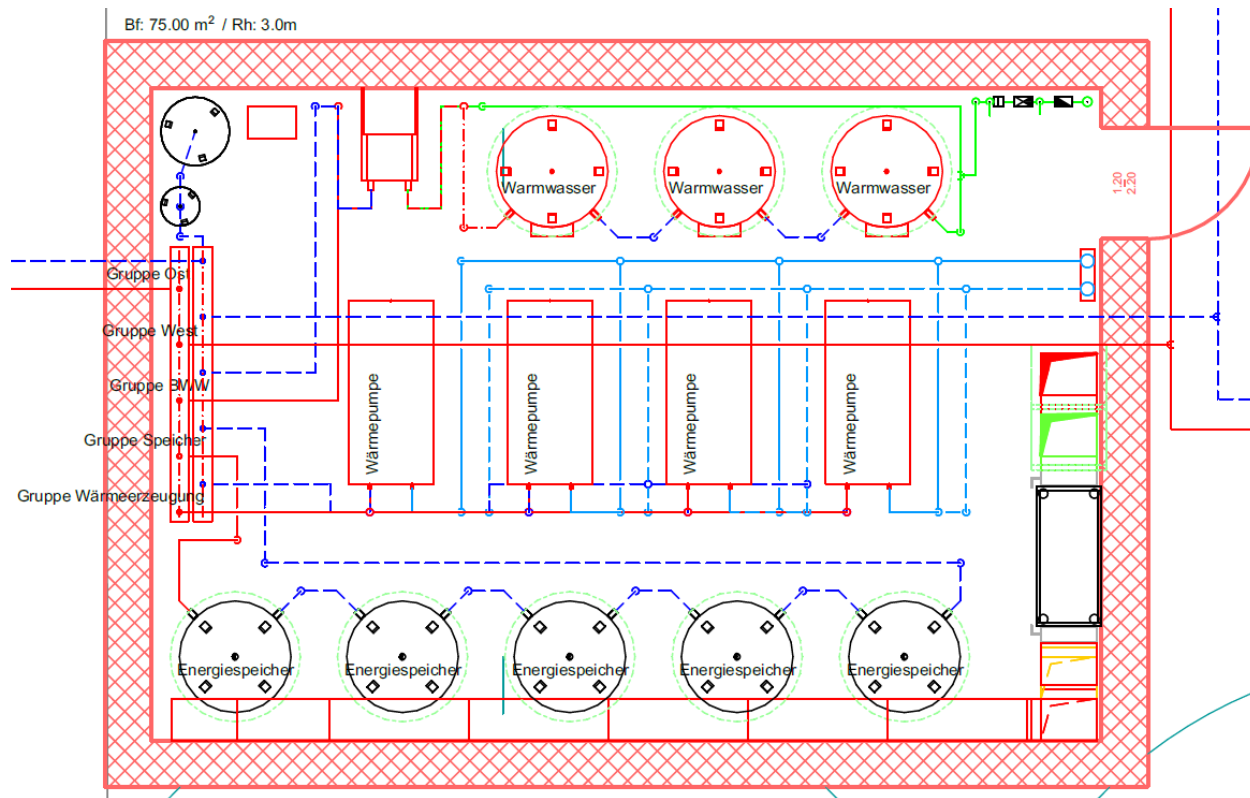 Bf: 75.00 m² / Rh: 3.0m
Warmwasser
Warmwasser
Warmwasser
1.20
2.20
Gruppe Ost
Gruppe West
Gruppe BWW
Gruppe Speicher
Gruppe Wärmeerzeugung
Wärmepumpe
Wärmepumpe
Wärmepumpe
Wärmepumpe
Energiespeicher
Energiespeicher
Energiespeicher
Energiespeicher
Energiespeicher